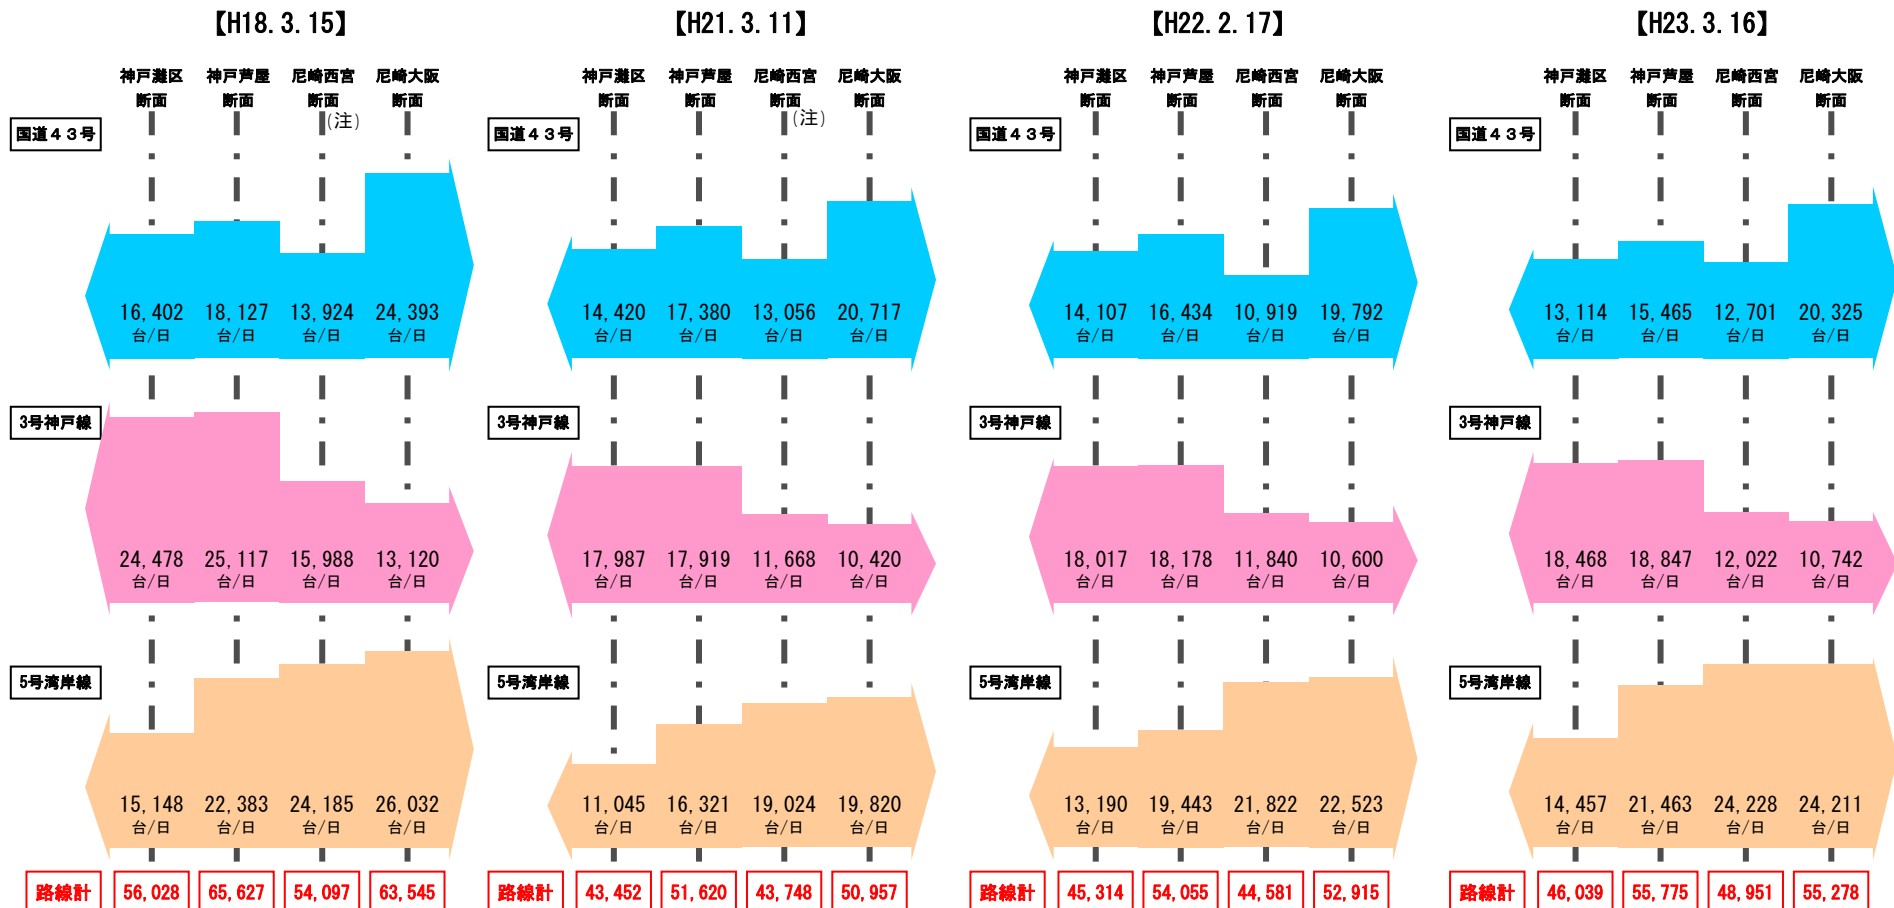 【H18.3.15】
神戸灘区 神戸芦屋 尼崎西宮 尼崎大阪
断面 断面 断面 断面
(注)
国道43号
16,402 18,127 13,924 24,393
台/日 台/日 台/日 台/日
3号神戸線
24,478 25,117 15,988 13,120
台/日 台/日 台/日 台/日
5号湾岸線
15,148 22,383 24,185 26,032
台/日 台/日 台/日 台/日
路線計 56,028 65,627 54,097 63,545
【H21.3.11】
神戸灘区 神戸芦屋 尼崎西宮 尼崎大阪
断面 断面 断面 断面
(注)
国道43号
14,420 17,380 13,056 20,717
台/日 台/日 台/日 台/日
3号神戸線
17,987 17,919 11,668 10,420
台/日 台/日 台/日 台/日
5号湾岸線
11,045 16,321 19,024 19,820
台/日 台/日 台/日 台/日
路線計 43,452 51,620 43,748 50,957
【H22.2.17】
神戸灘区 神戸芦屋 尼崎西宮 尼崎大阪
断面 断面 断面 断面
国道43号
14,107 16,434 10,919 19,792
台/日 台/日 台/日 台/日
3号神戸線
18,017 18,178 11,840 10,600
台/日 台/日 台/日 台/日
5号湾岸線
13,190 19,443 21,822 22,523
台/日 台/日 台/日 台/日
路線計 45,314 54,055 44,581 52,915
【H23.3.16】
神戸灘区 神戸芦屋 尼崎西宮 尼崎大阪
断面 断面 断面 断面
国道43号
13,114 15,465 12,701 20,325
台/日 台/日 台/日 台/日
3号神戸線
18,468 18,847 12,022 10,742
台/日 台/日 台/日 台/日
5号湾岸線
14,457 21,463 24,228 24,211
台/日 台/日 台/日 台/日
路線計 46,039 55,775 48,951 55,278